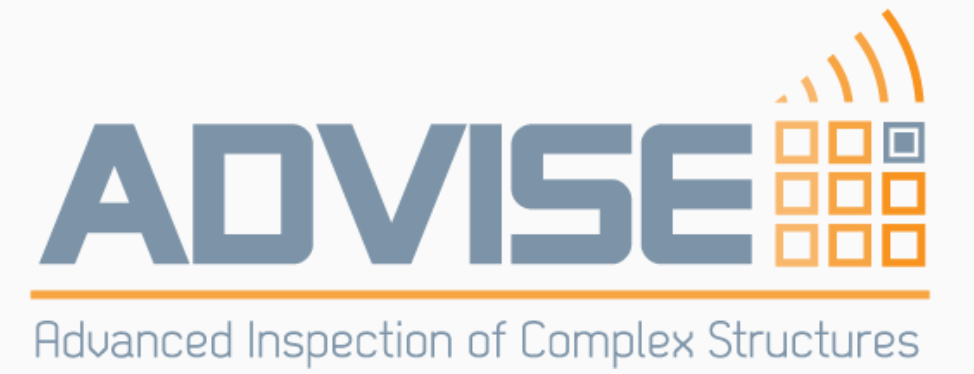 ADVISE
Advanced Inspection of Complex Structures